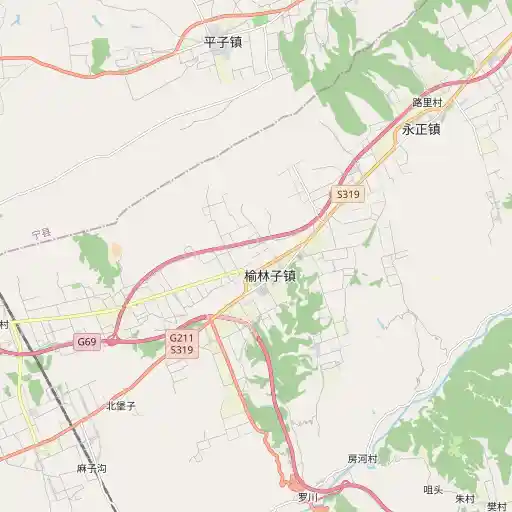 平子镇
路里村
永正镇
S319
宁县
榆林子镇
村
G69
G211
S319
北堡子
麻子沟
房河村
罗川
咀头
朱村
樊村